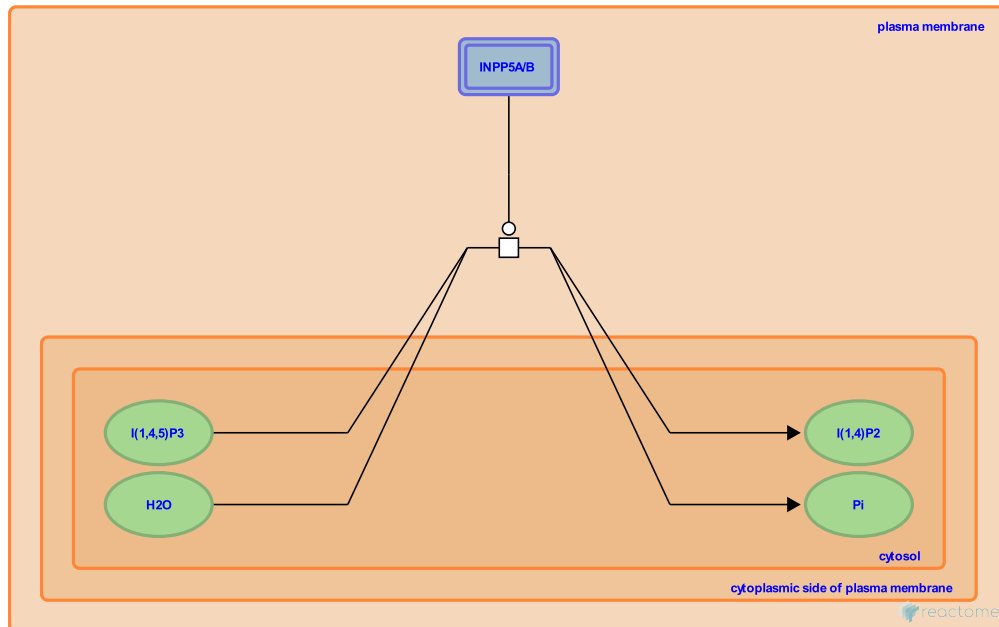 plasma membrane
INPP5A/B
I(1,4,5)P3
I(1,4)P2
H2O
Pi
cytosol
cytoplasmic side of plasma membrane
reactome